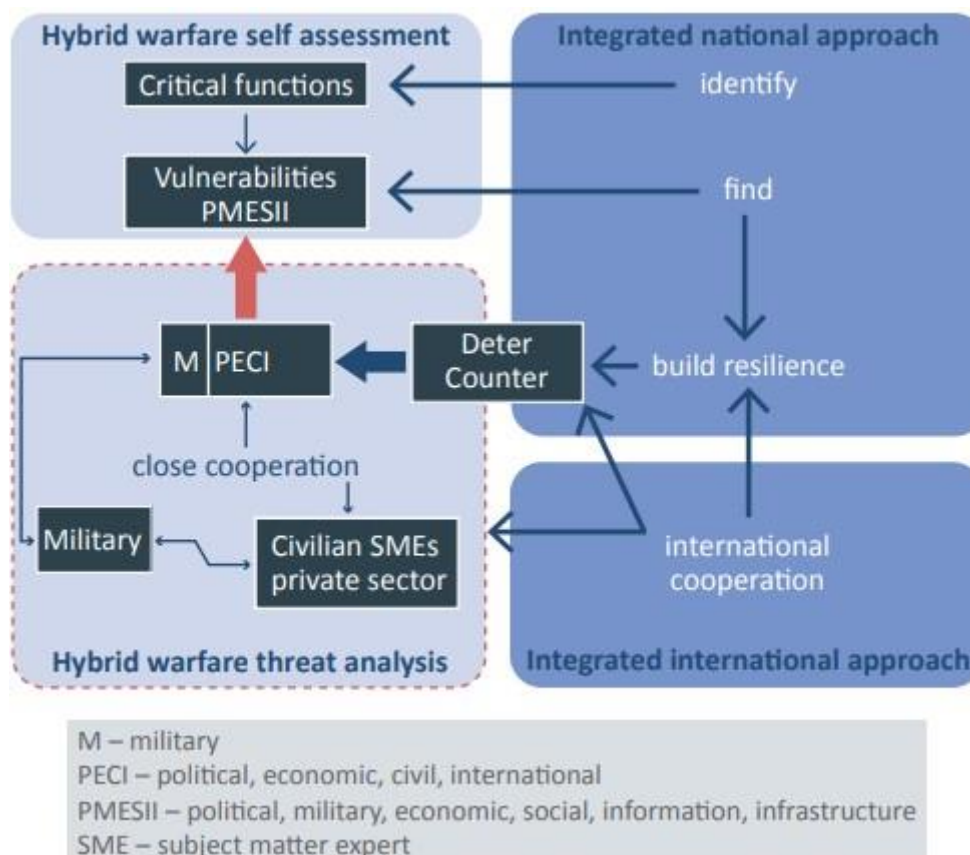 Hybrid warfare self assessment
Critical functions
Vulnerabilities
PMESII
Integrated national approach
identify
find
build resilience
Deter
Counter
M PECI
close cooperation
Military
Civilian SMEs
private sector
Hybrid warfare threat analysis
international
cooperation
Integrated international approach
M – military
PECI – political, economic, civil, international
PMESII – political, military, economic, social, information, infrastructure
SME – subject matter expert